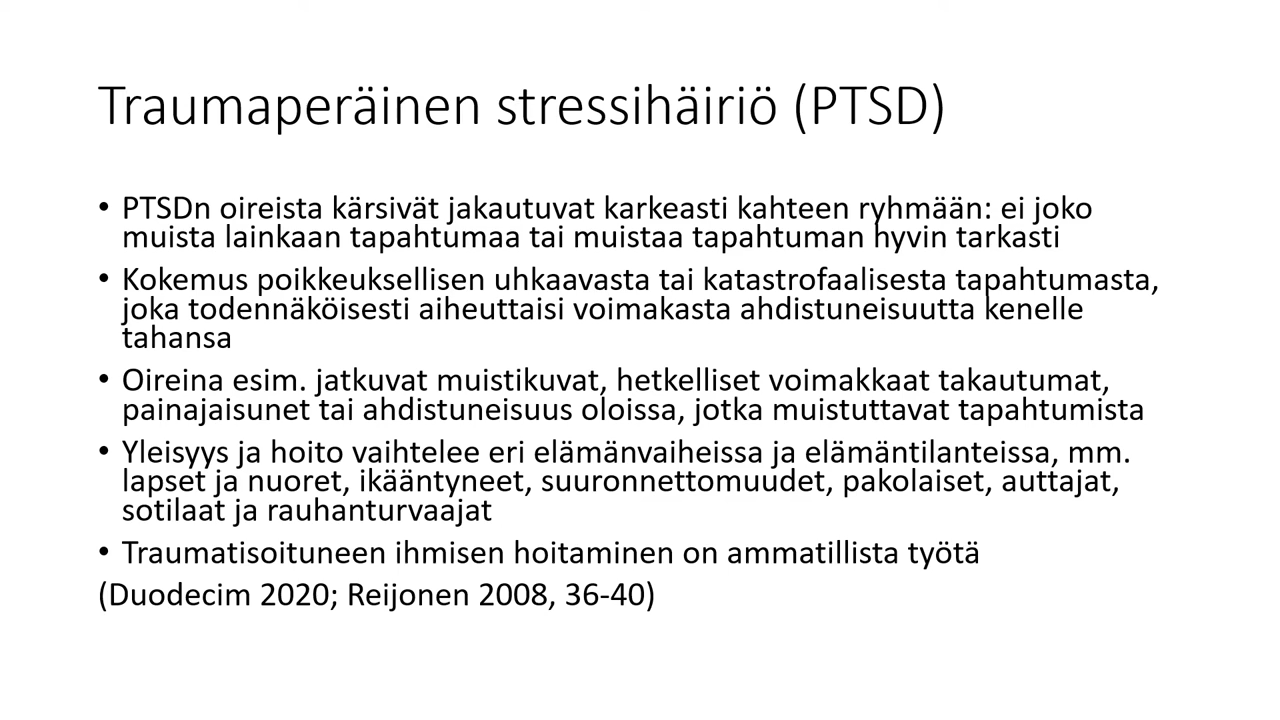 Traumaperäinen stressihäiriö (PTSD)
• PTSDn oireista kärsivät jakautuvat karkeasti kahteen ryhmään: ei joko
muista lainkaan tapahtumaa tai muistaa tapahtuman hyvin tarkasti
• Kokemus poikkeuksellisen uhkaavasta tai katastrofaalisesta tapahtumasta,
joka todennäköisesti aiheuttaisi voimakasta ahdistuneisuutta kenelle
tahansa
• Oireina esim. jatkuvat muistikuvat, hetkelliset voimakkaat takautumat,
painajaisunet tai ahdistuneisuus oloissa, jotka muistuttavat tapahtumista
• Yleisyys ja hoito vaihtelee eri elämänvaiheissa ja elämäntilanteissa, mm.
lapset ja nuoret, ikääntyneet, suuronnettomuudet, pakolaiset, auttajat,
sotilaat ja rauhanturvaajat
• Traumatisoituneen ihmisen hoitaminen on ammatillista työtä
(Duodecim 2020; Reijonen 2008, 36-40)